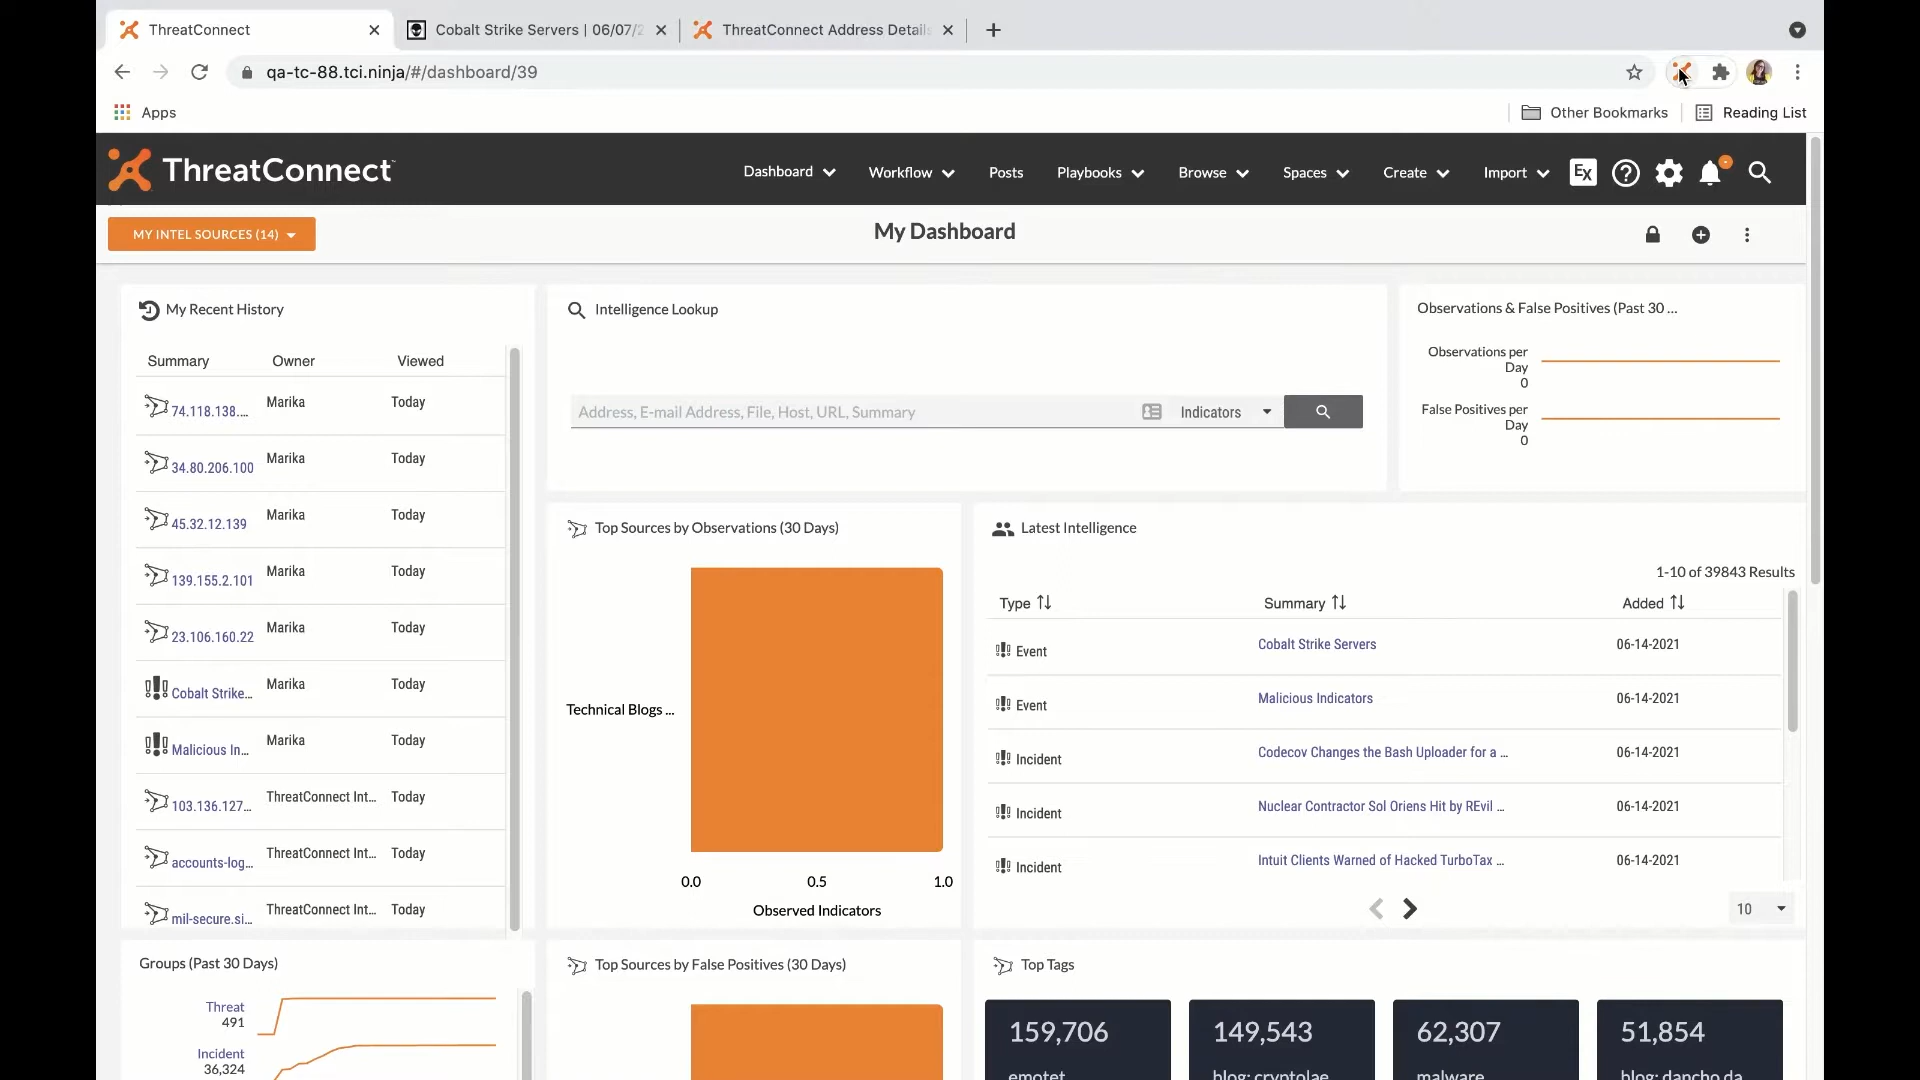 ThreatConnect
Cobalt Strike Servers | 06/07/2
ThreatConnect Address Details
qa-tc-88.tci.ninja/#/dashboard/39
Apps
Other Bookmarks
Reading List
ThreatConnect
Dashboard
Workflow
Posts
Playbooks
Browse
Spaces
Create
Import
Ex
MY INTEL SOURCES (14)
My Dashboard
My Recent History
Summary Owner Viewed
74.118.138.... Marika Today
34.80.206.100 Marika Today
45.32.12.139 Marika Today
139.155.2.101 Marika Today
23.106.160.22 Marika Today
Cobalt Strike... Marika Today
Malicious In... Marika Today
103.136.127... ThreatConnect Int... Today
accounts-log... ThreatConnect Int... Today
mil-secure.si... ThreatConnect Int... Today
Intelligence Lookup
Address, E-mail Address, File, Host, URL, Summary
Indicators
Observations & False Positives (Past 30 ...
Observations per
Day
0
False Positives per
Day
0
Top Sources by Observations (30 Days)
Technical Blogs ...
0.0 0.5 1.0
Observed Indicators
Latest Intelligence
1-10 of 39843 Results
Type Summary Added
Event Cobalt Strike Servers 06-14-2021
Event Malicious Indicators 06-14-2021
Incident Codecov Changes the Bash Uploader for a ... 06-14-2021
Incident Nuclear Contractor Sol Oriens Hit by REvil ... 06-14-2021
Incident Intuit Clients Warned of Hacked TurboTax ... 06-14-2021
10
Groups (Past 30 Days)
Threat
491
Incident
36,324
Top Sources by False Positives (30 Days)
Top Tags
159,706
emotet
149,543
blog: cryptolae
62,307
malware
51,854
blog: dancho da